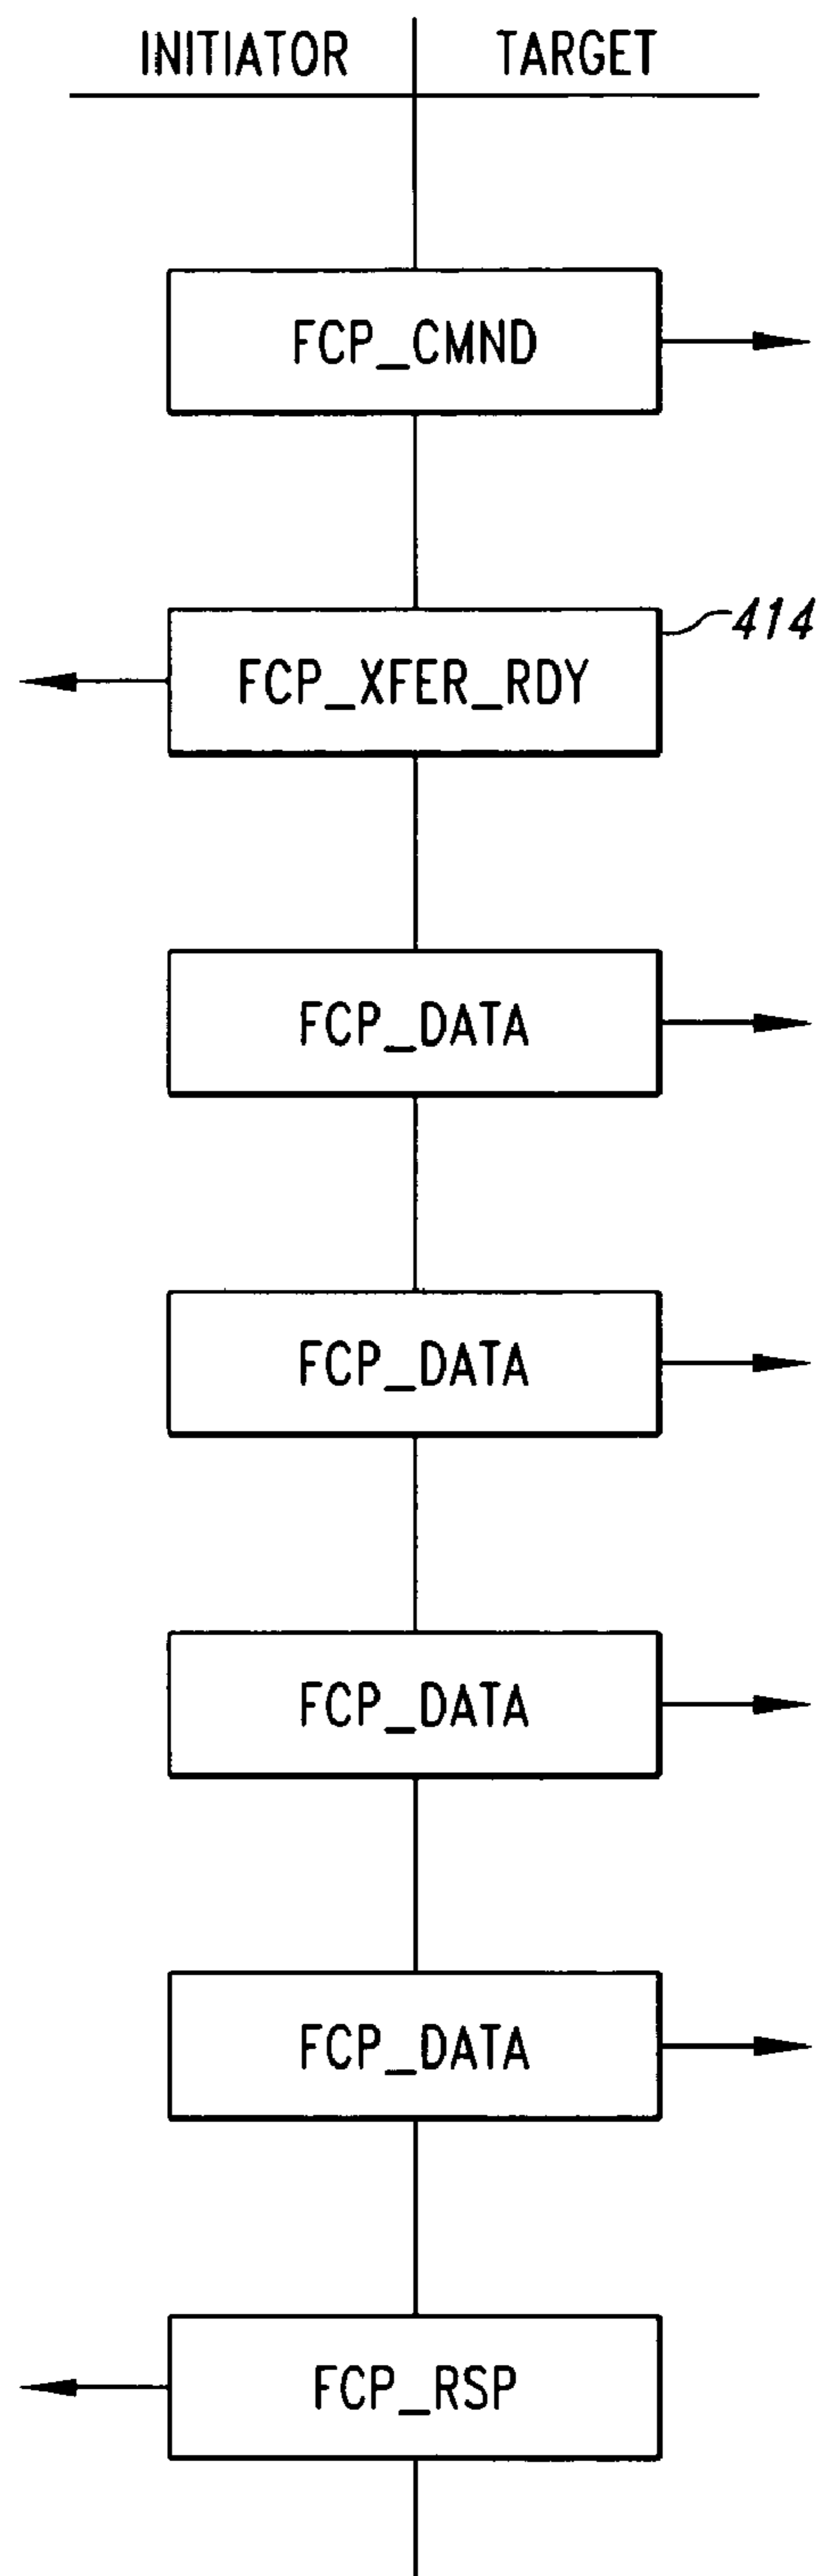 INITIATOR TARGET
FCP_CMND
414
FCP_XFER_RDY
FCP_DATA
FCP_DATA
FCP_DATA
FCP_DATA
FCP_RSP